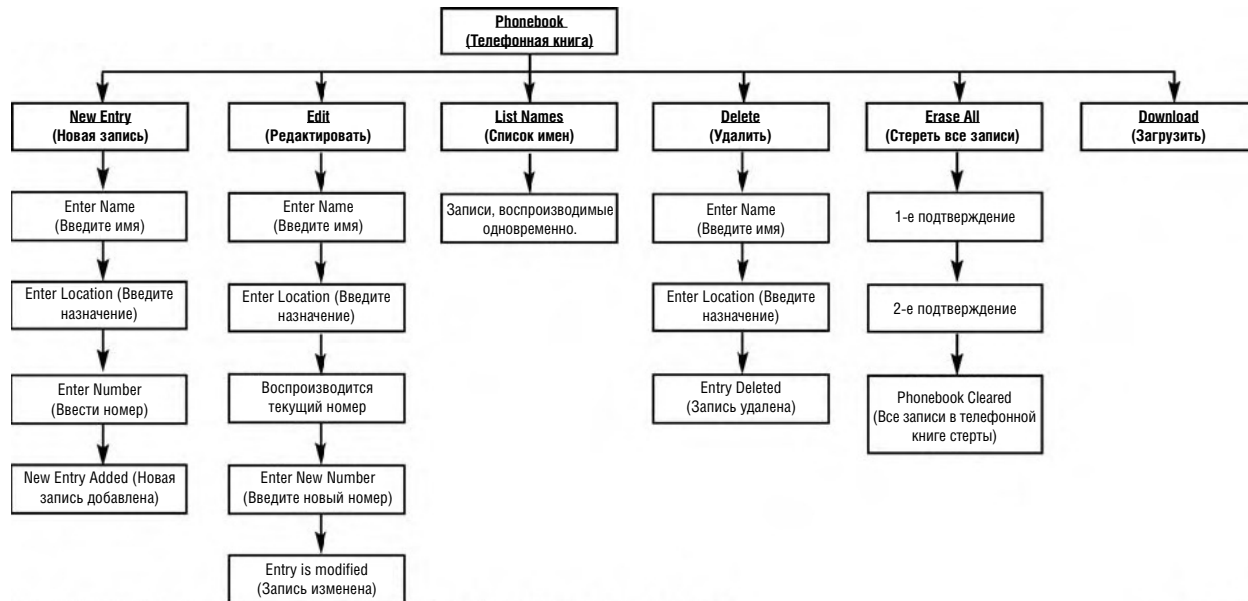 Phonebook
(Телефонная книга)
New Entry
(Новая запись)
Edit
(Редактировать)
List Names
(Список имен)
Delete
(Удалить)
Erase All
(Стереть все записи)
Download
(Загрузить)
Enter Name
(Введите имя)
Enter Location (Введите
назначение)
Enter Number
(Ввести номер)
New Entry Added (Новая
запись добавлена)
Enter Name
(Введите имя)
Enter Location (Введите
назначение)
Воспроизводится
текущий номер
Enter New Number
(Введите новый номер)
Entry is modified
(Запись изменена)
Записи, воспроизводимые
одновременно.
Enter Name
(Введите имя)
Enter Location (Введите
назначение)
Entry Deleted
(Запись удалена)
1-е подтверждение
2-е подтверждение
Phonebook Cleared
(Все записи в телефонной
книге стерты)